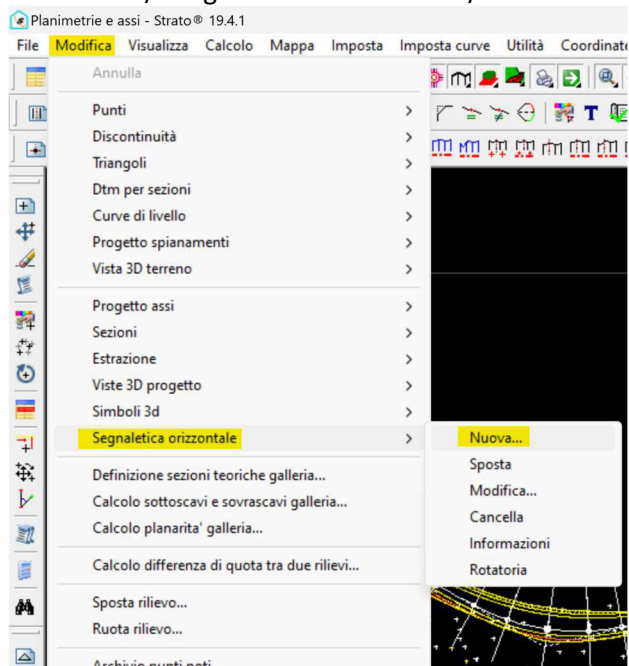 Planimetrie e assi - Strato® 19.4.1
File Modifica Visualizza Calcolo Mappa Imposta Imposta curve Utilità Coordinate
Annulla
Punti
Discontinuità
Triangoli
Dtm per sezioni
Curve di livello
Progetto spianamenti
Vista 3D terreno
Progetto assi
Sezioni
Estrazione
Viste 3D progetto
Simboli 3d
Segnaletica orizzontale
Nuova...
Sposta
Modifica...
Cancella
Informazioni
Rotatoria
Definizione sezioni teoriche galleria...
Calcolo sottoscavi e sovrascavi galleria...
Calcolo planarita' galleria...
Calcolo differenza di quota tra due rilievi...
Sposta rilievo...
Ruota rilievo...
Archivio punti noti